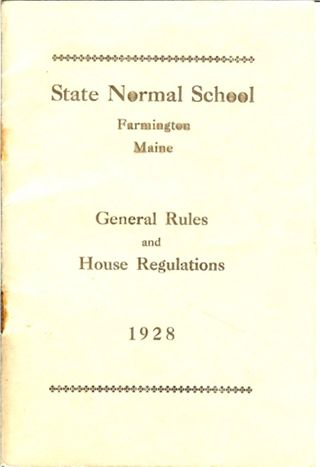 State Normal School
Farmington
Maine
General Rules
and
House Regulations
1928